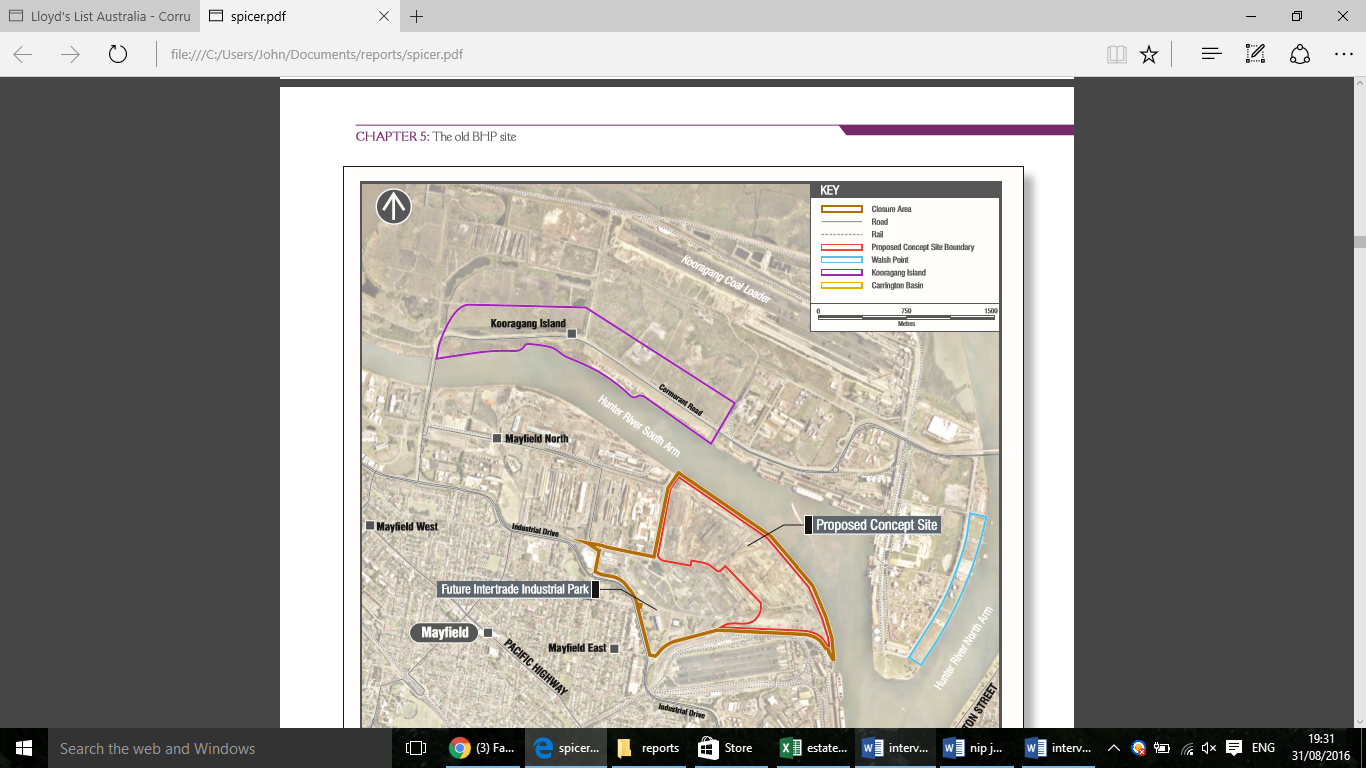 Lloyd's List Australia - Corru
spicer.pdf
file:///C:/Users/John/Documents/reports/spicer.pdf
CHAPTER 5: The old BHP site
KEY
Closure Area
Road
Rail
Proposed Concept Site Boundary
Walsh Point
Kooragang Island
Carrington Basin
0 750 1500
Metres
Kooragang Coal Loader
Kooragang Island
Cormorant Road
Hunter River South Arm
Mayfield North
Mayfield West
Industrial Drive
Proposed Concept Site
Future Intertrade Industrial Park
Mayfield
Mayfield East
PACIFIC HIGHWAY
Hunter River North Arm
Industrial Drive
TON STREET
Search the web and Windows
(3) Fa...
spicer...
reports
Store
estate...
interv...
nip j...
interv...
ENG
19:31
31/08/2016